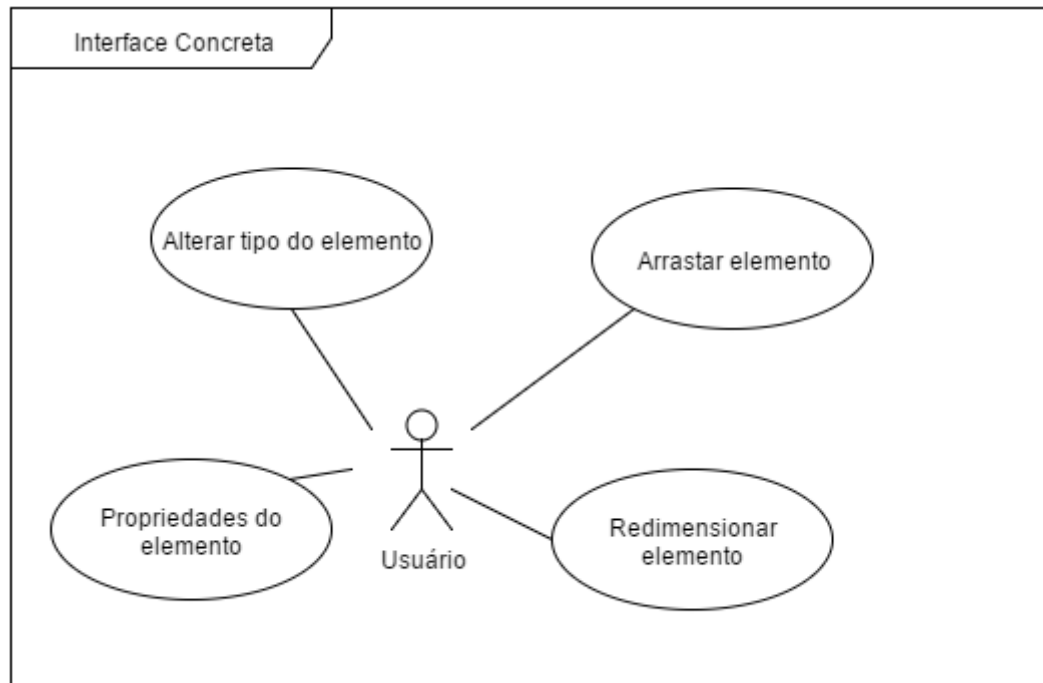 Interface Concreta
Alterar tipo do elemento
Arrastar elemento
Propriedades do
elemento
Redimensionar
elemento
Usuário